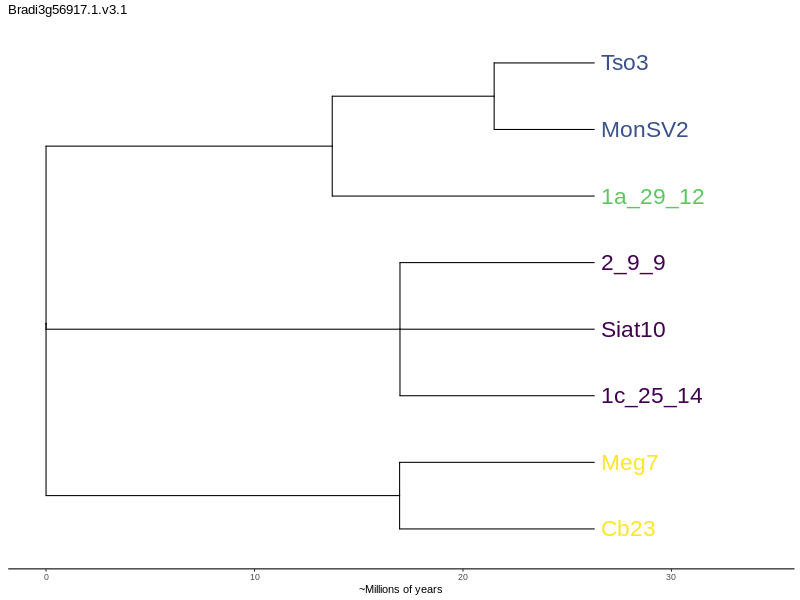 Bradi3g56917.1.v3.1
Tso3
MonSV2
1a_29_12
2_9_9
Siat10
1c_25_14
Meg7
Cb23
0 10 20 30
~Millions of years